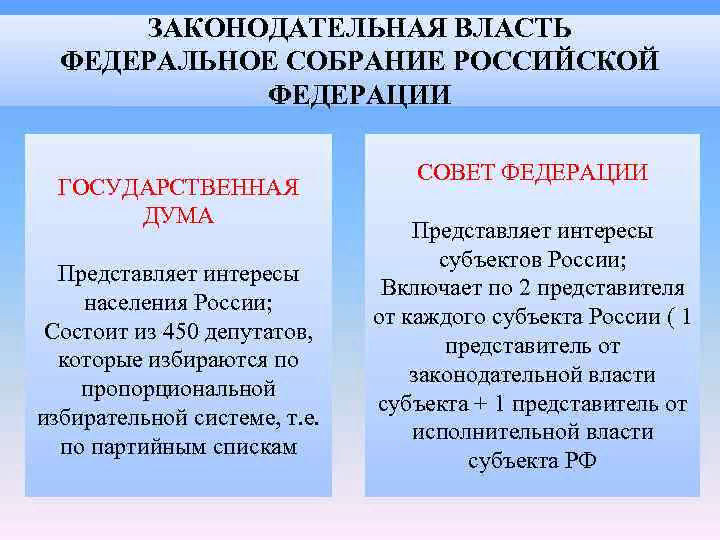 ЗАКОНОДАТЕЛЬНАЯ ВЛАСТЬ
ФЕДЕРАЛЬНОЕ СОБРАНИЕ РОССИЙСКОЙ
ФЕДЕРАЦИИ
ГОСУДАРСТВЕННАЯ
ДУМА
Представляет интересы
населения России;
Состоит из 450 депутатов,
которые избираются по
пропорциональной
избирательной системе, т.е.
по партийным спискам
СОВЕТ ФЕДЕРАЦИИ
Представляет интересы
субъектов России;
Включает по 2 представителя
от каждого субъекта России ( 1
представитель от
законодательной власти
субъекта + 1 представитель от
исполнительной власти
субъекта РФ